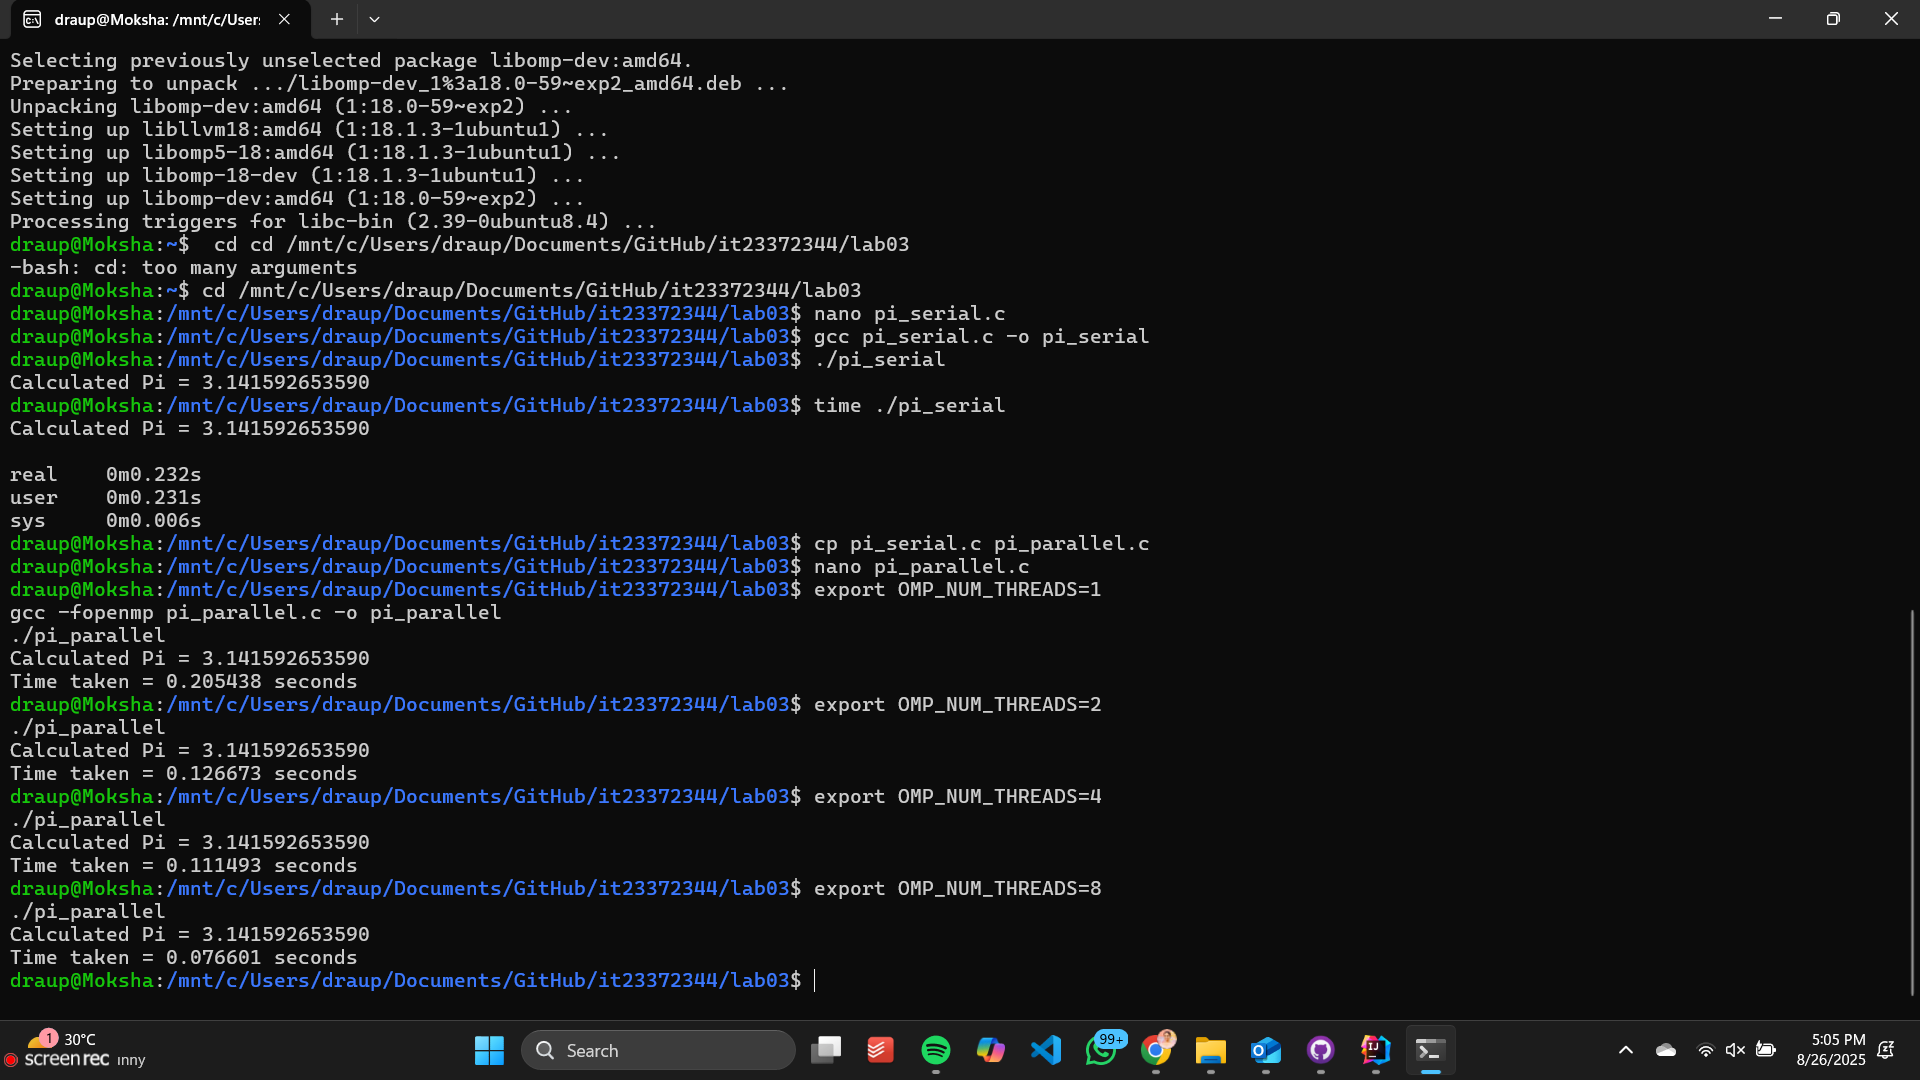 draup@Moksha: /mnt/c/User:
Selecting previously unselected package libomp-dev:amd64.
Preparing to unpack .../libomp-dev_1%3a18.0-59~exp2_amd64.deb ...
Unpacking libomp-dev:amd64 (1:18.0-59~exp2) ...
Setting up libllvm18:amd64 (1:18.1.3-1ubuntu1) ...
Setting up libomp5-18:amd64 (1:18.1.3-1ubuntu1) ...
Setting up libomp-18-dev (1:18.1.3-1ubuntu1) ...
Setting up libomp-dev:amd64 (1:18.0-59~exp2) ...
Processing triggers for libc-bin (2.39-0ubuntu8.4) ...
draup@Moksha:~$  cd cd /mnt/c/Users/draup/Documents/GitHub/it23372344/lab03
-bash: cd: too many arguments
draup@Moksha:~$ cd /mnt/c/Users/draup/Documents/GitHub/it23372344/lab03
draup@Moksha:/mnt/c/Users/draup/Documents/GitHub/it23372344/lab03$ nano pi_serial.c
draup@Moksha:/mnt/c/Users/draup/Documents/GitHub/it23372344/lab03$ gcc pi_serial.c -o pi_serial
draup@Moksha:/mnt/c/Users/draup/Documents/GitHub/it23372344/lab03$ ./pi_serial
Calculated Pi = 3.141592653590
draup@Moksha:/mnt/c/Users/draup/Documents/GitHub/it23372344/lab03$ time ./pi_serial
Calculated Pi = 3.141592653590
real    0m0.232s
user    0m0.231s
sys     0m0.006s
draup@Moksha:/mnt/c/Users/draup/Documents/GitHub/it23372344/lab03$ cp pi_serial.c pi_parallel.c
draup@Moksha:/mnt/c/Users/draup/Documents/GitHub/it23372344/lab03$ nano pi_parallel.c
draup@Moksha:/mnt/c/Users/draup/Documents/GitHub/it23372344/lab03$ export OMP_NUM_THREADS=1
gcc -fopenmp pi_parallel.c -o pi_parallel
./pi_parallel
Calculated Pi = 3.141592653590
Time taken = 0.205438 seconds
draup@Moksha:/mnt/c/Users/draup/Documents/GitHub/it23372344/lab03$ export OMP_NUM_THREADS=2
./pi_parallel
Calculated Pi = 3.141592653590
Time taken = 0.126673 seconds
draup@Moksha:/mnt/c/Users/draup/Documents/GitHub/it23372344/lab03$ export OMP_NUM_THREADS=4
./pi_parallel
Calculated Pi = 3.141592653590
Time taken = 0.111493 seconds
draup@Moksha:/mnt/c/Users/draup/Documents/GitHub/it23372344/lab03$ export OMP_NUM_THREADS=8
./pi_parallel
Calculated Pi = 3.141592653590
Time taken = 0.076601 seconds
draup@Moksha:/mnt/c/Users/draup/Documents/GitHub/it23372344/lab03$
1 30°C
screenrec nny
Search
99+
5:05 PM
8/26/2025